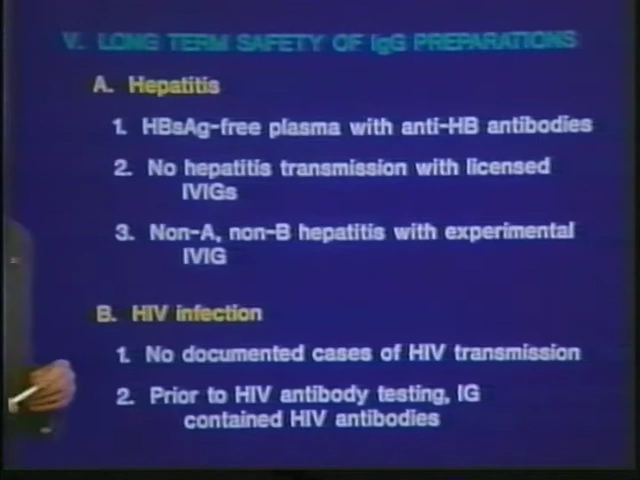 V. LONG TERM SAFETY OF IgG PREPARATIONS
A. Hepatitis
1. HBsAg-free plasma with anti-HB antibodies
2. No hepatitis transmission with licensed
IVIGs
3. Non-A, non-B hepatitis with experimental
IVIG
B. HIV infection
1. No documented cases of HIV transmission
2. Prior to HIV antibody testing, IG
contained HIV antibodies